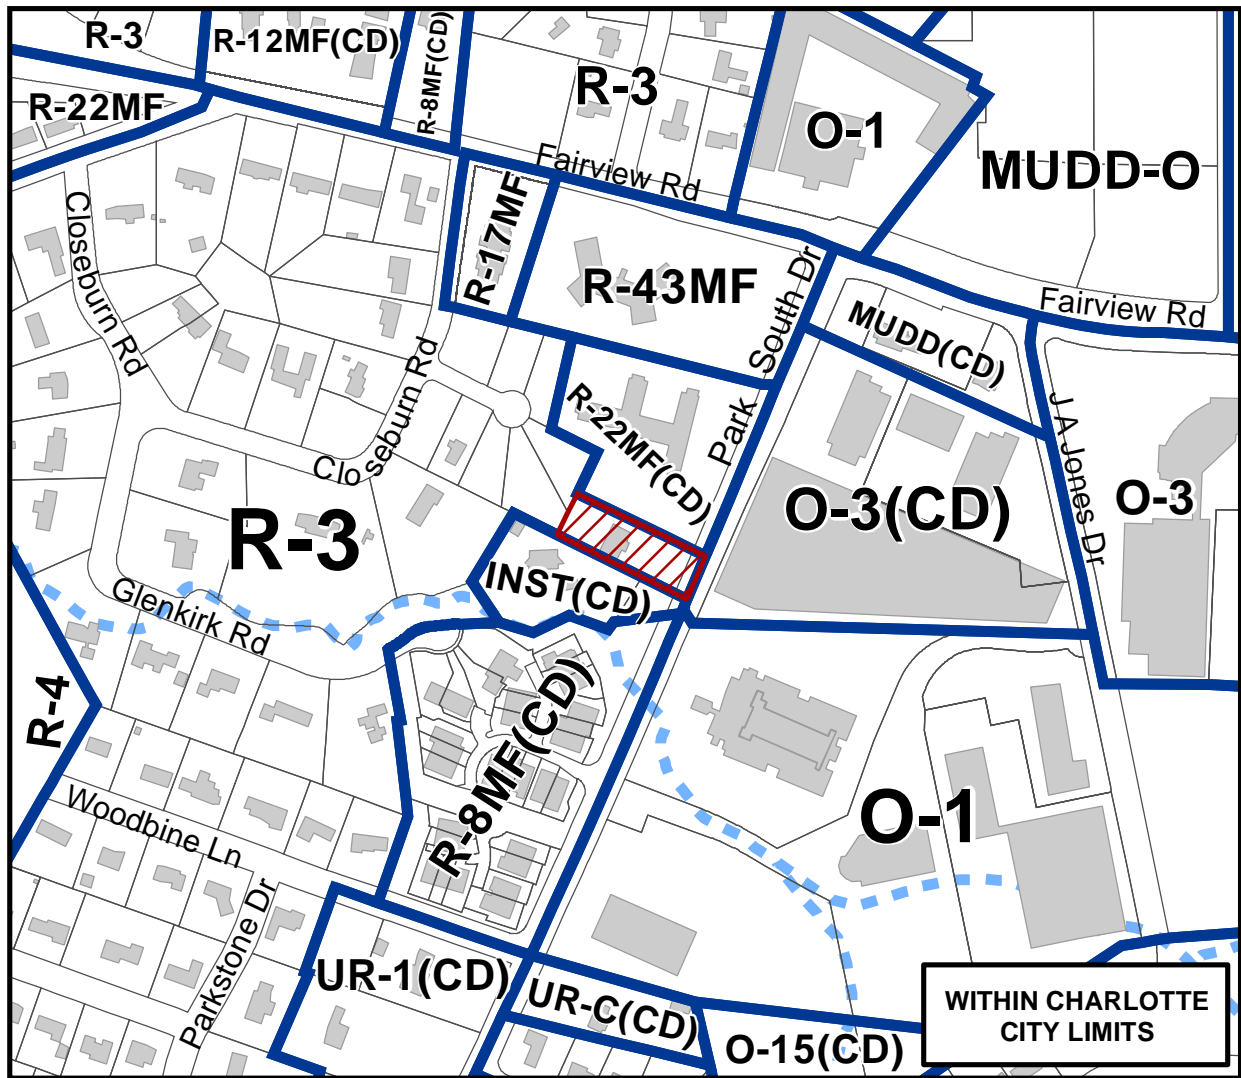 R-3
R-12MF(CD)
R-8MF(CD)
R-3
R-22MF
O-1
MUDD-O
Fairview Rd
R-17MF
Closeburn Rd
R-43MF
Park South Dr
Fairview Rd
MUDD(CD)
Closeburn Rd
R-22MF(CD)
J A Jones Dr
O-3(CD)
O-3
R-3
INST(CD)
Glenkirk Rd
R-4
R-8MF(CD)
O-1
Woodbine Ln
Parkstone Dr
UR-1(CD)
UR-C(CD)
O-15(CD)
WITHIN CHARLOTTE
CITY LIMITS